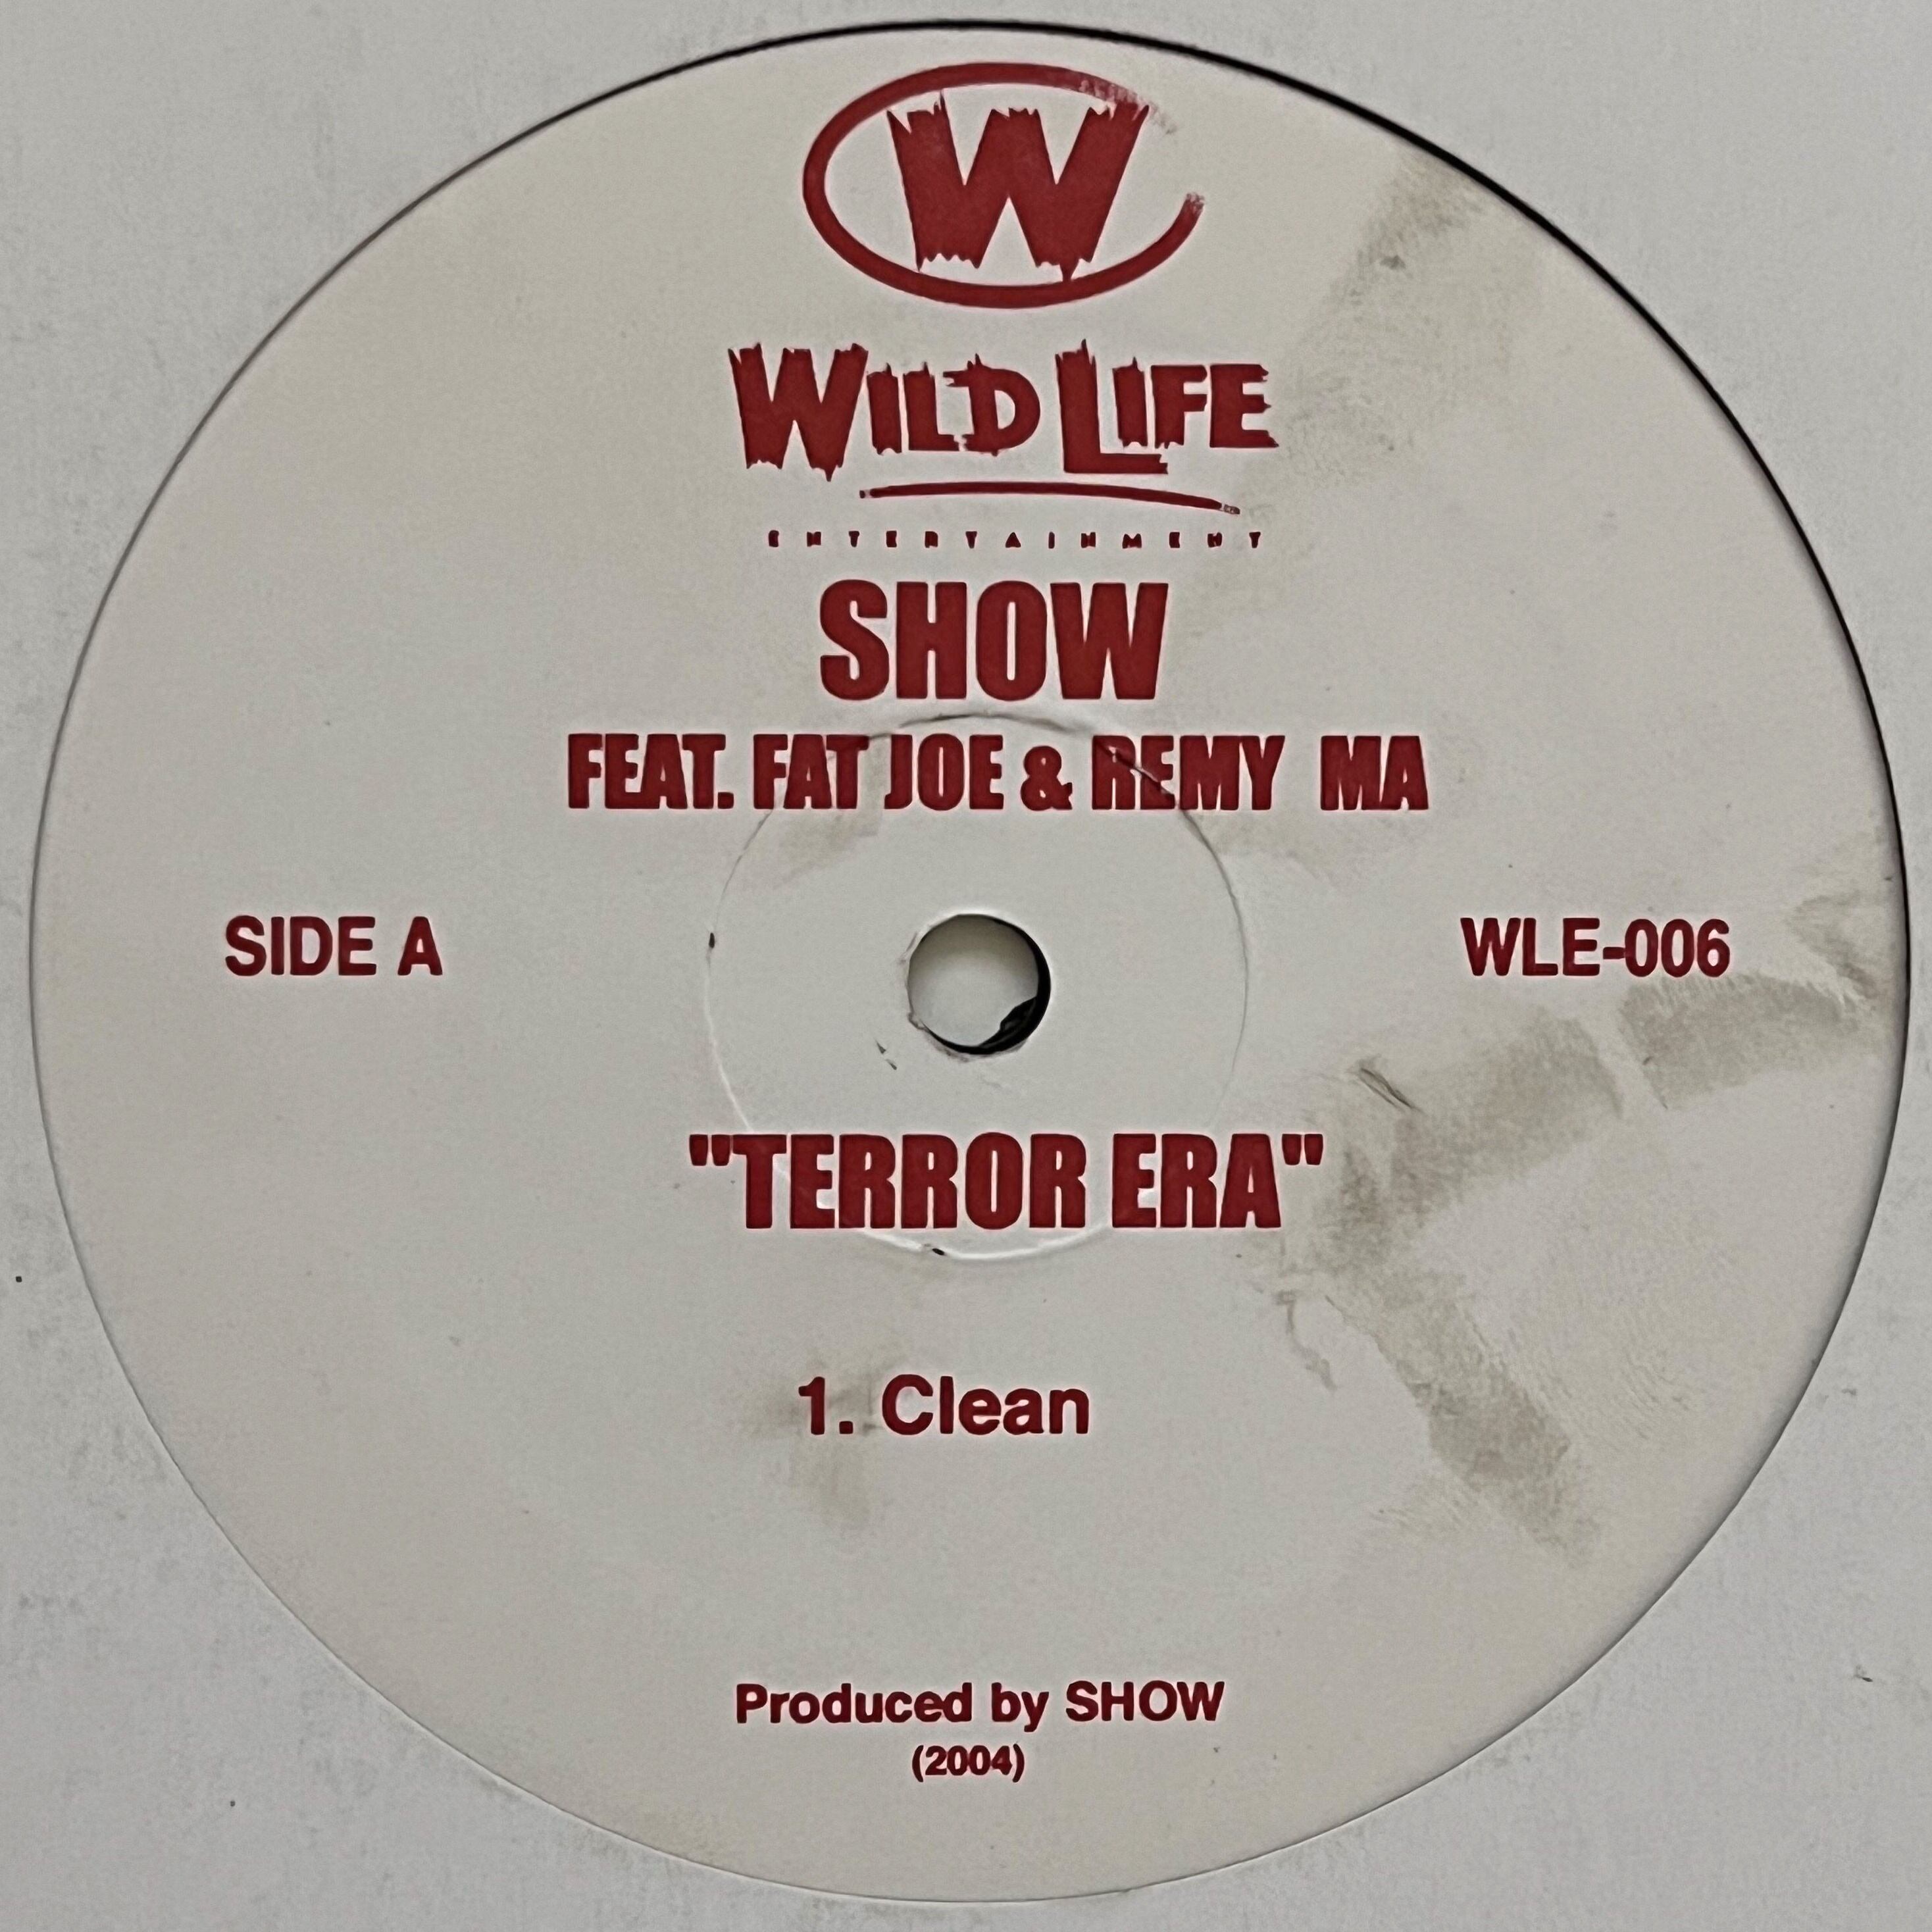 W
WILD LIFE
ENTERTAINMENT
SHOW
FEAT. FAT JOE & REMY MA
SIDE A
WLE-006
"TERROR ERA"
1. Clean
Produced by SHOW
(2004)